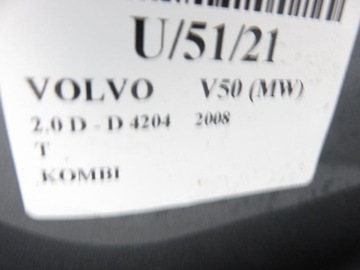 U/51/21
VOLVO V50 (MW)
2.0 D - D 4204 2008
T
KOMBI